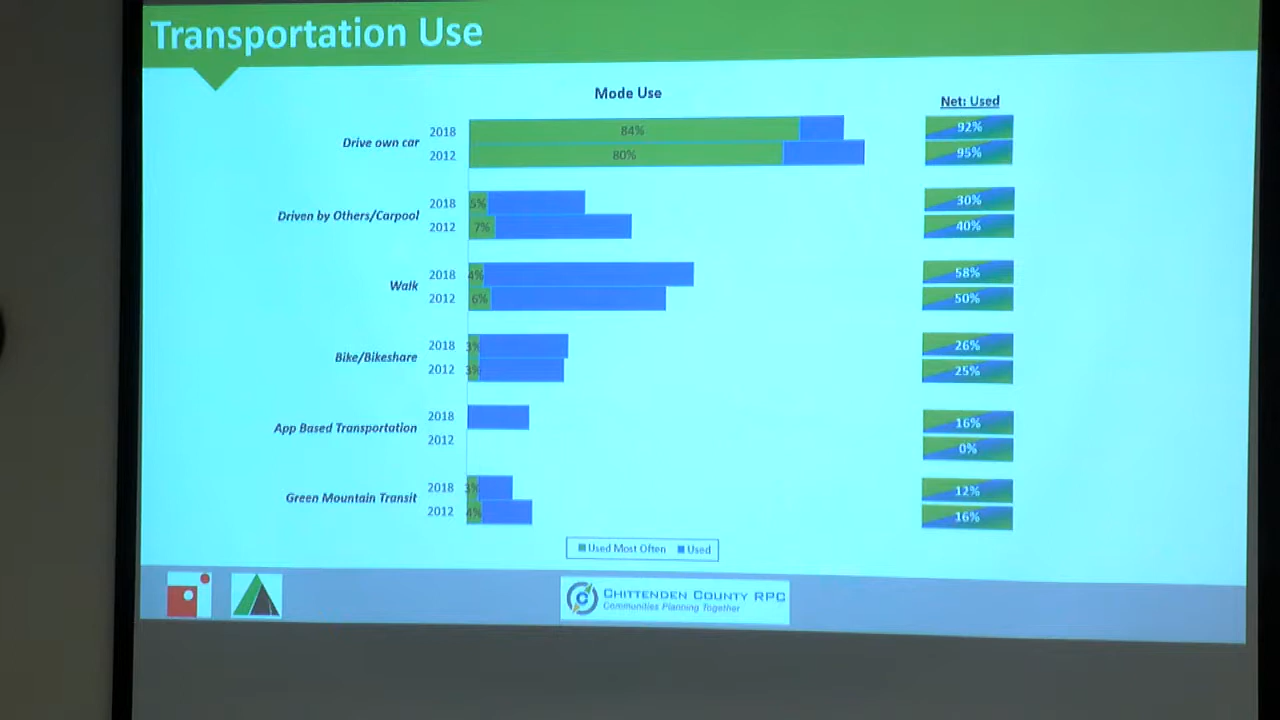 Transportation Use
Mode Use
Net: Used
Drive own car
2018 84% 92%
2012 80% 95%
Driven by Others/Carpool
2018 5% 30%
2012 7% 40%
Walk
2018 4% 58%
2012 6% 50%
Bike/Bikeshare
2018 3% 26%
2012 3% 25%
App Based Transportation
2018 16%
2012 0%
Green Mountain Transit
2018 3% 12%
2012 4% 16%
Used Most Often Used
C CHITTENDEN COUNTY RPC
Communities Planning Together